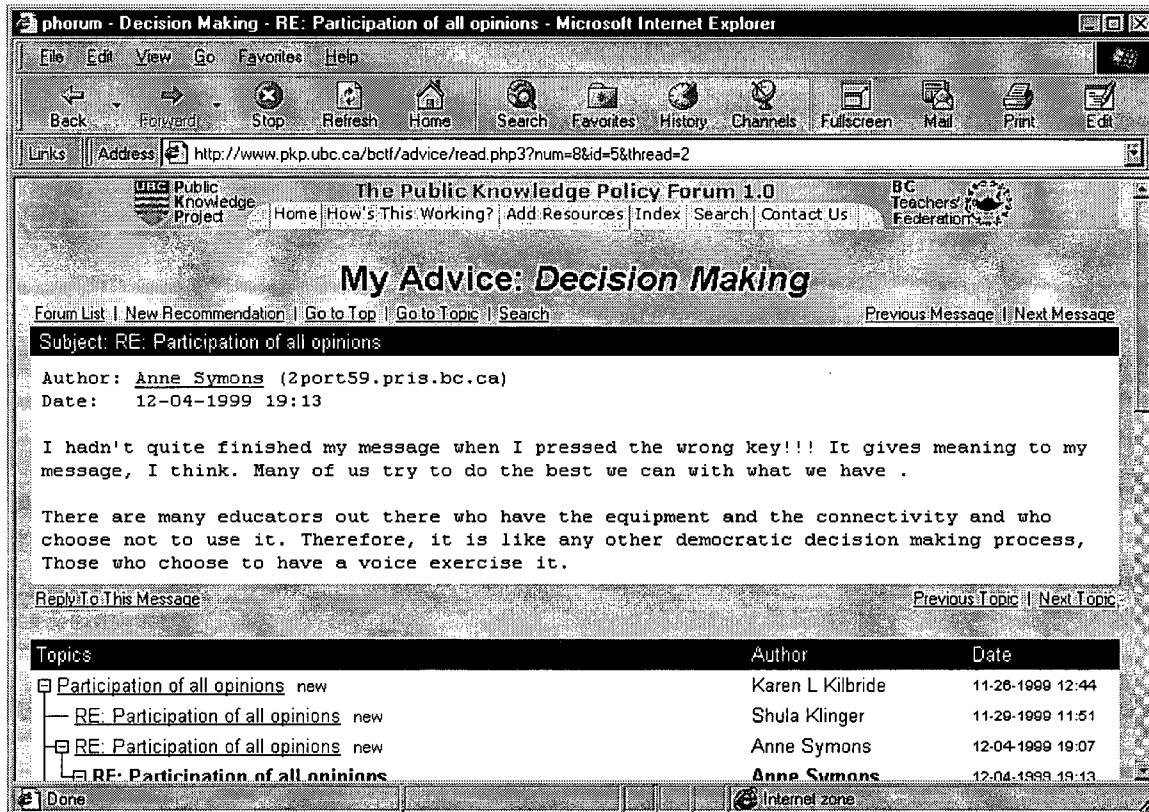 phorum - Decision Making - RE: Participation of all opinions - Microsoft Internet Explorer
File Edit View Go Favorites Help
Back Forward Stop Refresh Home Search Favorites History Channels Fullscreen Mail Print Edit
Links Address http://www.pkp.ubc.ca/bctf/advice/read.php3?num=8&id=5&thread=2
UBC Public Knowledge Project
The Public Knowledge Policy Forum 1.0
BC Teachers' Federation
Home How's This Working? Add Resources Index Search Contact Us
My Advice: Decision Making
Forum List | New Recommendation | Go to Top | Go to Topic | Search Previous Message | Next Message
Subject: RE: Participation of all opinions
Author: Anne Symons (2port59.pris.bc.ca)
Date: 12-04-1999 19:13
I hadn't quite finished my message when I pressed the wrong key!!! It gives meaning to my
message, I think. Many of us try to do the best we can with what we have .
There are many educators out there who have the equipment and the connectivity and who
choose not to use it. Therefore, it is like any other democratic decision making process,
Those who choose to have a voice exercise it.
Reply To This Message Previous Topic | Next Topic
Topics Author Date
Participation of all opinions new Karen L Kilbride 11-26-1999 12:44
RE: Participation of all opinions new Shula Klinger 11-29-1999 11:51
RE: Participation of all opinions new Anne Symons 12-04-1999 19:07
RE: Participation of all opinions Anne Symons 12-04-1999 19:13
Done Internet zone